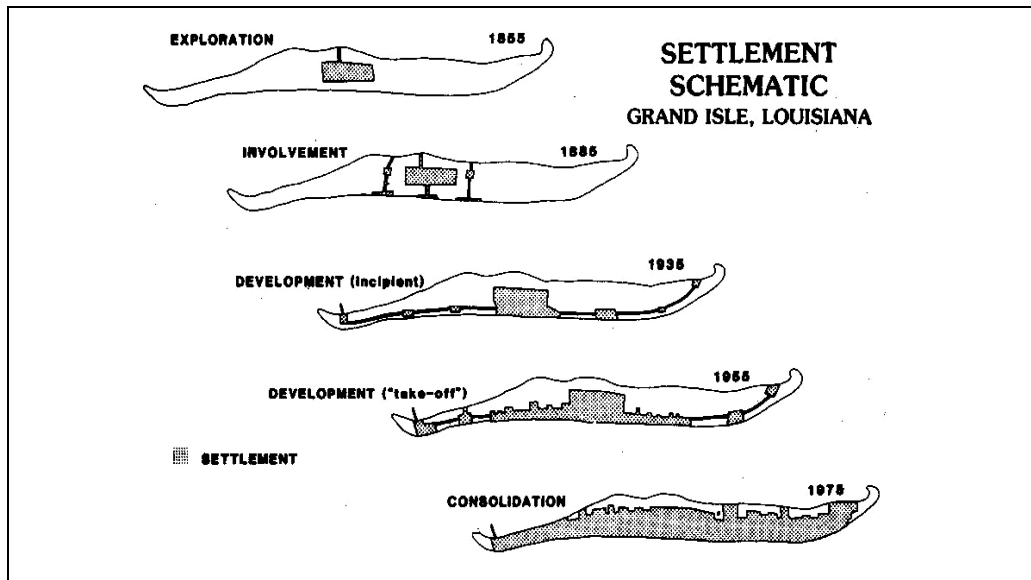 EXPLORATION 1855
SETTLEMENT
SCHEMATIC
GRAND ISLE, LOUISIANA
INVOLVEMENT 1885
DEVELOPMENT (incipient) 1935
DEVELOPMENT ("take-off") 1955
SETTLEMENT
CONSOLIDATION 1975